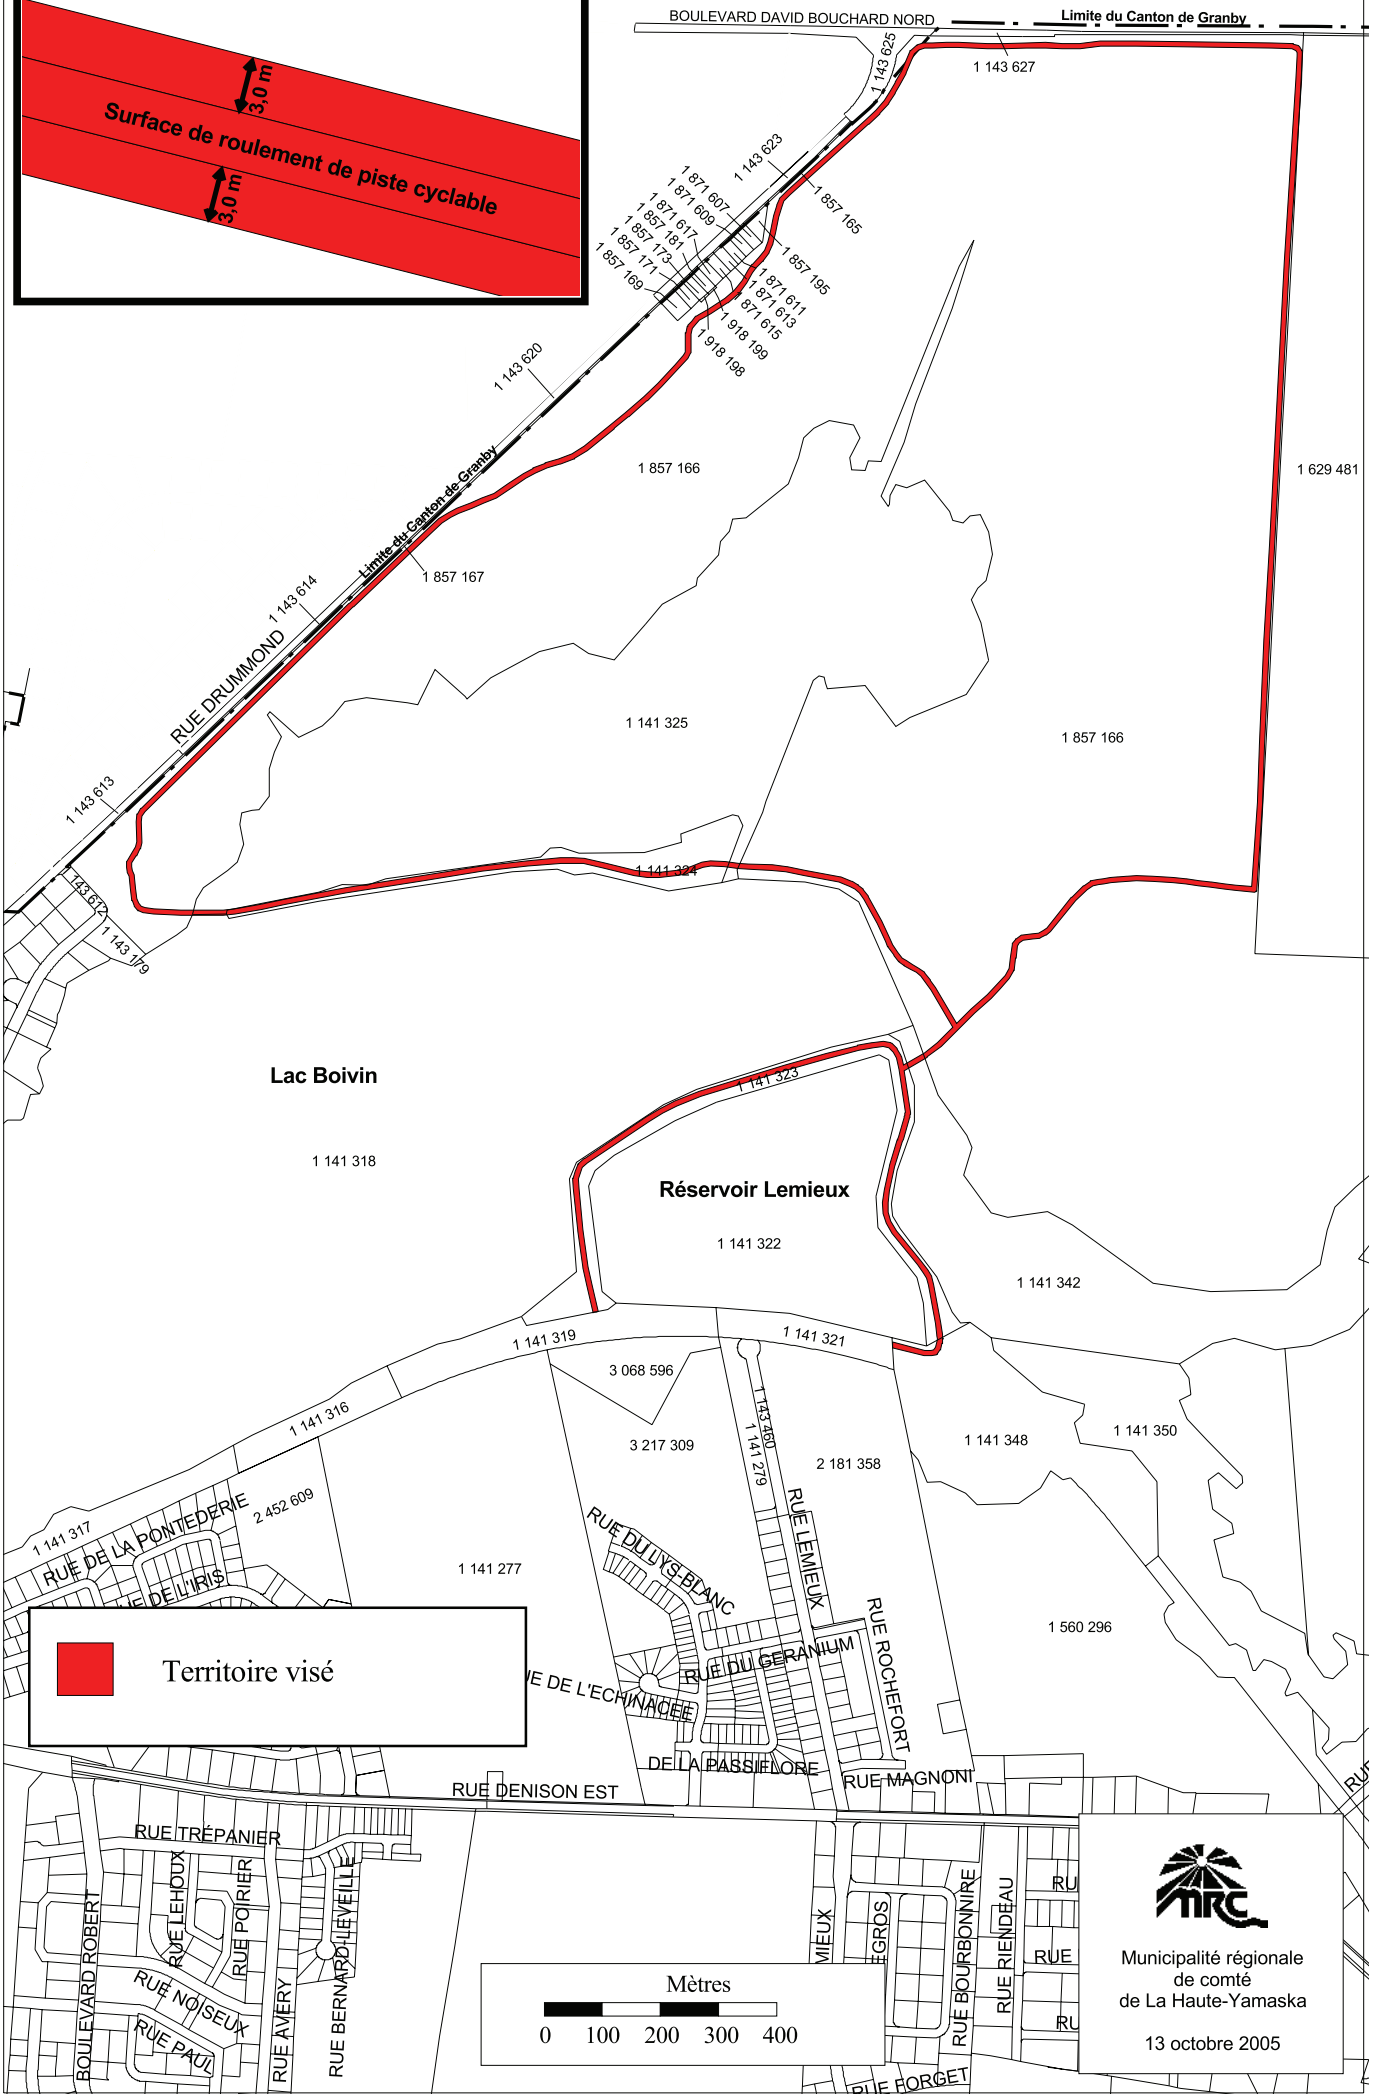 BOULEVARD DAVID BOUCHARD NORD
Limite du Canton de Granby
3,0 m
Surface de roulement de piste cyclable
3,0 m
1 143 625
1 143 627
1 143 623
1 857 165
1 871 607
1 871 609
1 871 617
1 857 181
1 857 173
1 857 171
1 857 169
1 857 195
1 871 611
1 871 613
1 871 615
1 918 199
1 918 198
1 143 620
1 857 166
1 629 481
Limite du Canton de Granby
1 857 167
1 143 614
RUE DRUMMOND
1 141 325
1 857 166
1 143 613
1 141 324
143 612
1 143 179
Lac Boivin
1 141 323
1 141 318
Réservoir Lemieux
1 141 322
1 141 342
1 141 319
1 141 321
3 068 596
1 143 460
1 141 279
1 141 316
3 217 309
2 181 358
1 141 348
1 141 350
2 452 609
1 141 317
RUE DE LA PONTEDERIE
RUE DU LYS-BLANC
RUE LEMIEUX
1 141 277
UE DE L'IRIS
RUE ROCHEFORT
1 560 296
Territoire visé
RUE DU GERANIUM
UE DE L'ECHINACEE
DE LA PASSIFLORE
RUE MAGNONI
RUE DENISON EST
RUE
RUE TRÉPANIER
RUE LEHOUX
RUE POIRIER
RUE BERNARD-LEVEILLE
BOULEVARD ROBERT
RUE NOISEUX
RUE AVERY
RUE PAUL
MIEUX
EGROS
RUE BOURBONNIRE
RUE RIENDEAU
RU
RUE
RU
RUE FORGET
Mètres
0 100 200 300 400
MRC
Municipalité régionale
de comté
de La Haute-Yamaska
13 octobre 2005